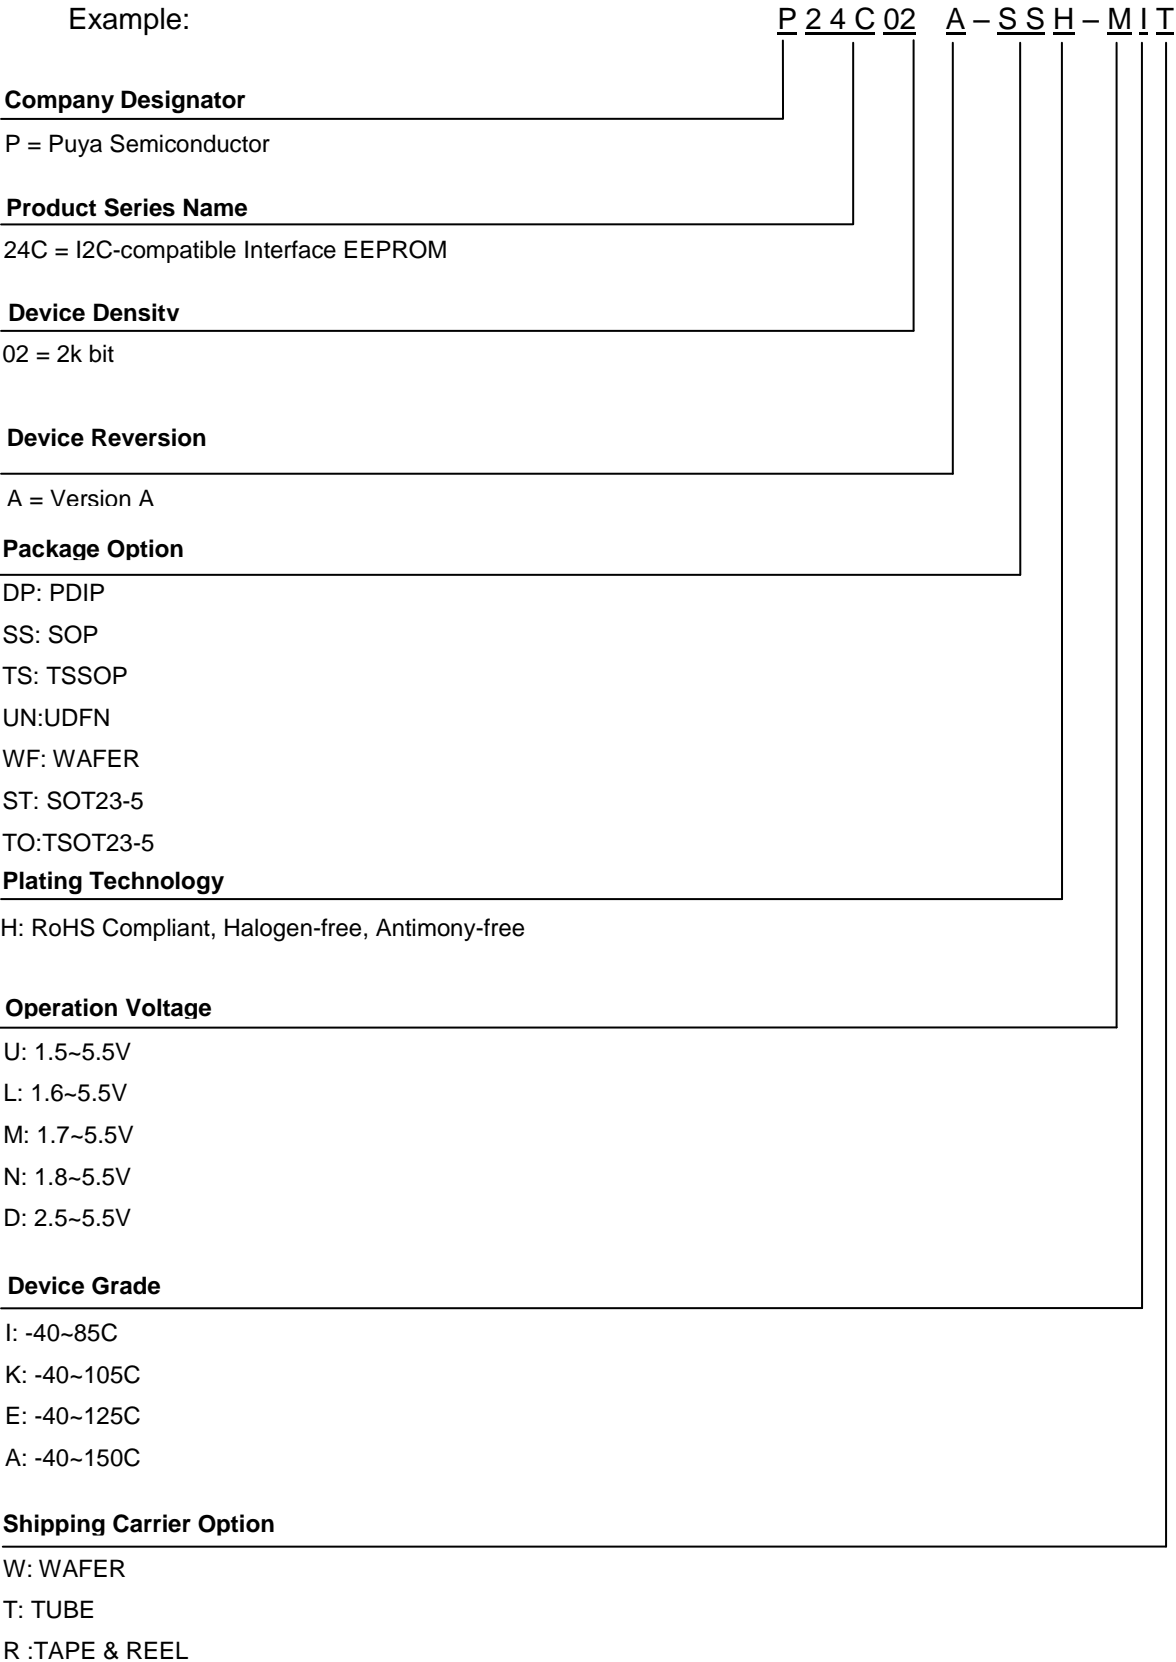 Example: P 2 4 C 02 A – S S H – M I T
Company Designator
P = Puya Semiconductor
Product Series Name
24C = I2C-compatible Interface EEPROM
Device Density
02 = 2k bit
Device Reversion
A = Version A
Package Option
DP: PDIP
SS: SOP
TS: TSSOP
UN:UDFN
WF: WAFER
ST: SOT23-5
TO:TSOT23-5
Plating Technology
H: RoHS Compliant, Halogen-free, Antimony-free
Operation Voltage
U: 1.5~5.5V
L: 1.6~5.5V
M: 1.7~5.5V
N: 1.8~5.5V
D: 2.5~5.5V
Device Grade
I: -40~85C
K: -40~105C
E: -40~125C
A: -40~150C
Shipping Carrier Option
W: WAFER
T: TUBE
R :TAPE & REEL